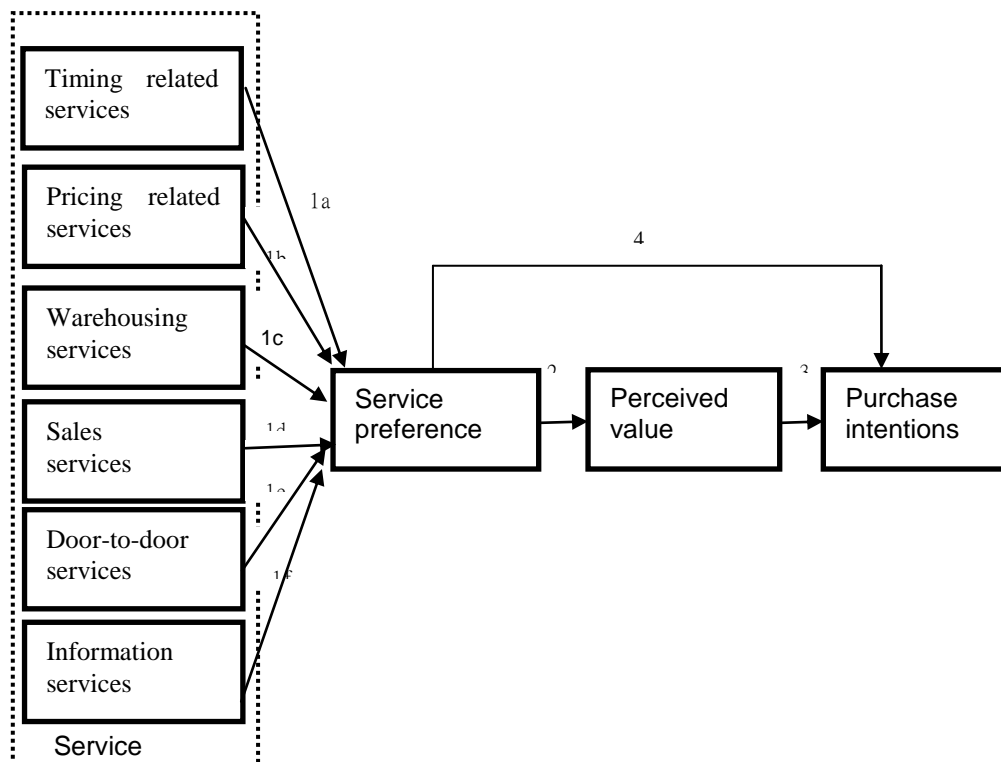 Timing related
services
Pricing related
services
1a
4
Warehousing
services
1c
Service
preference
Perceived
value
Purchase
intentions
Sales
services
1d
Door-to-door
services
Information
services
Service